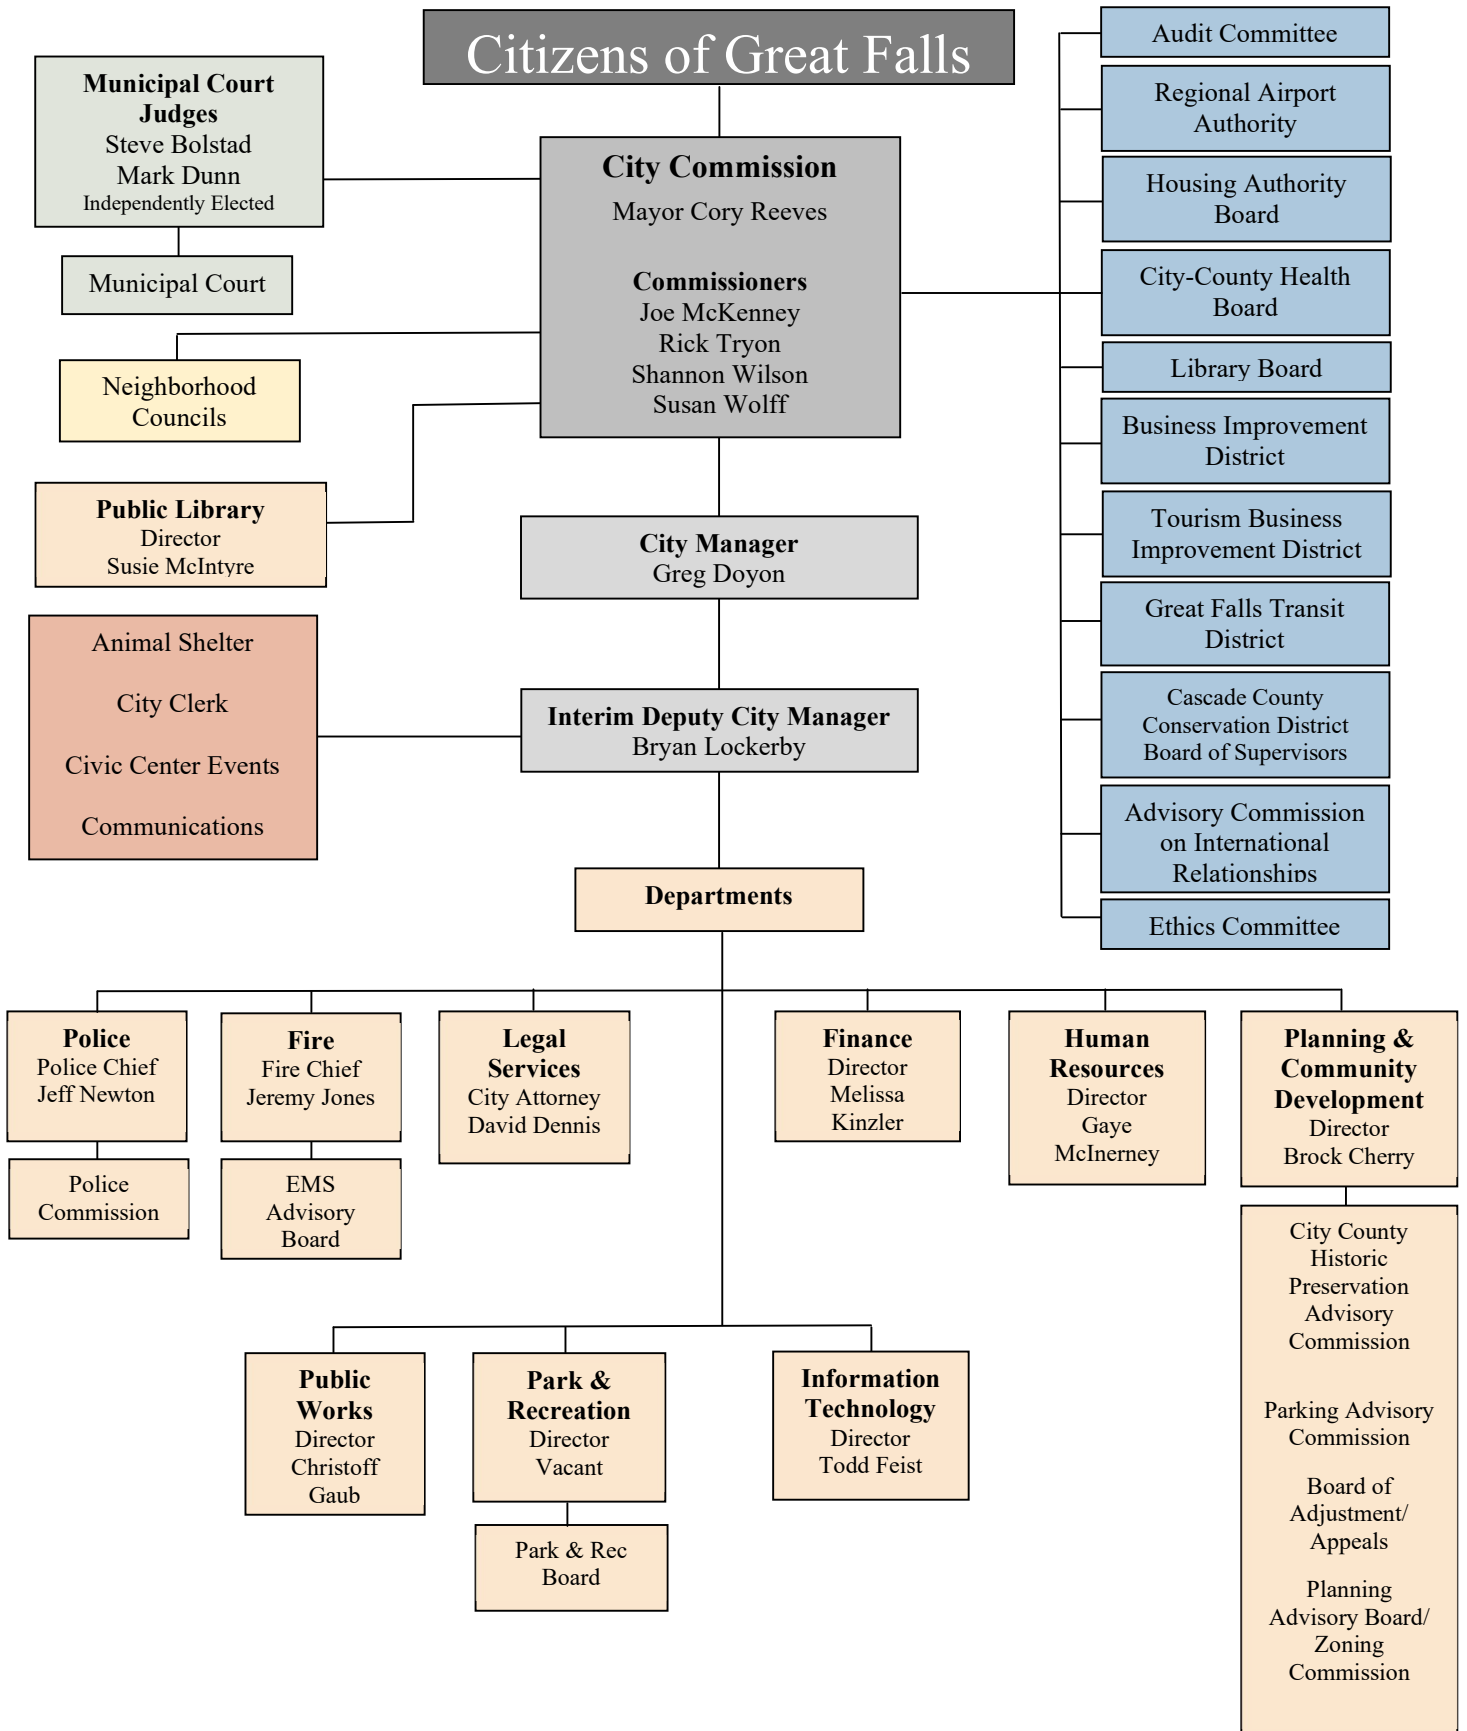 Citizens of Great Falls
Municipal Court
Judges
Steve Bolstad
Mark Dunn
Independently Elected
Municipal Court
Neighborhood
Councils
Public Library
Director
Susie McIntyre
Animal Shelter
City Clerk
Civic Center Events
Communications
City Commission
Mayor Cory Reeves
Commissioners
Joe McKenney
Rick Tryon
Shannon Wilson
Susan Wolff
City Manager
Greg Doyon
Interim Deputy City Manager
Bryan Lockerby
Departments
Audit Committee
Regional Airport
Authority
Housing Authority
Board
City-County Health
Board
Library Board
Business Improvement
District
Tourism Business
Improvement District
Great Falls Transit
District
Cascade County
Conservation District
Board of Supervisors
Advisory Commission
on International
Relationships
Ethics Committee
Police
Police Chief
Jeff Newton
Police
Commission
Fire
Fire Chief
Jeremy Jones
EMS
Advisory
Board
Legal
Services
City Attorney
David Dennis
Finance
Director
Melissa
Kinzler
Human
Resources
Director
Gaye
McInerney
Planning &
Community
Development
Director
Brock Cherry
City County
Historic
Preservation
Advisory
Commission
Parking Advisory
Commission
Board of
Adjustment/
Appeals
Planning
Advisory Board/
Zoning
Commission
Public
Works
Director
Christoff
Gaub
Park &
Recreation
Director
Vacant
Park & Rec
Board
Information
Technology
Director
Todd Feist